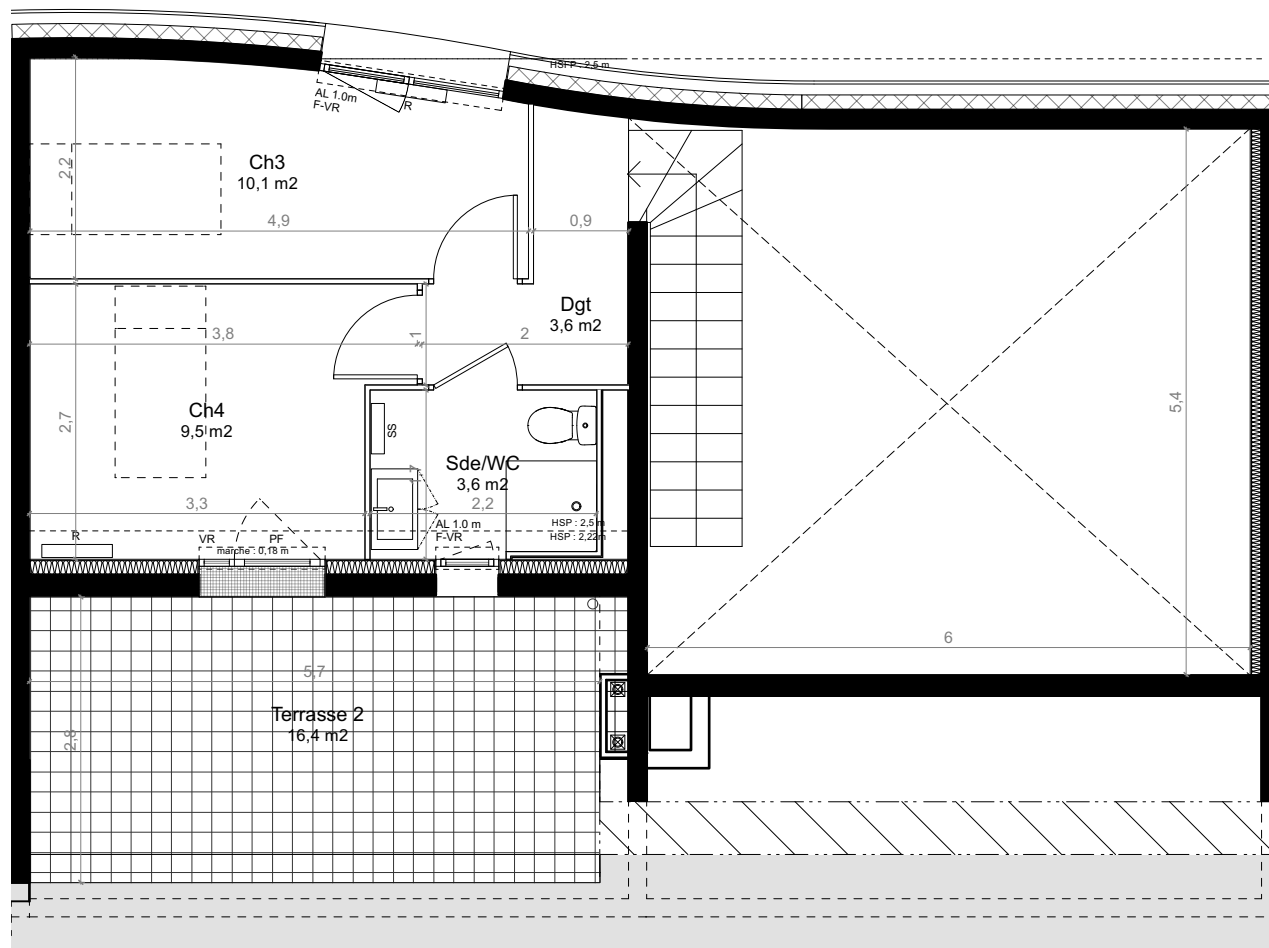 HSFP : 2,5 m
AL 1.0m
F-VR
R
Ch3
10,1 m2
2,2
4,9
0,9
Dgt
3,6 m2
3,8
1
2
5,4
Ch4
9,5 m2
2,7
SS
Sde/WC
3,6 m2
3,3
2,2
AL 1.0 m
F-VR
HSP : 2,5 m
HSP : 2,22m
R
VR
PF
marche : 0,18 m
6
5,7
Terrasse 2
16,4 m2
2,8